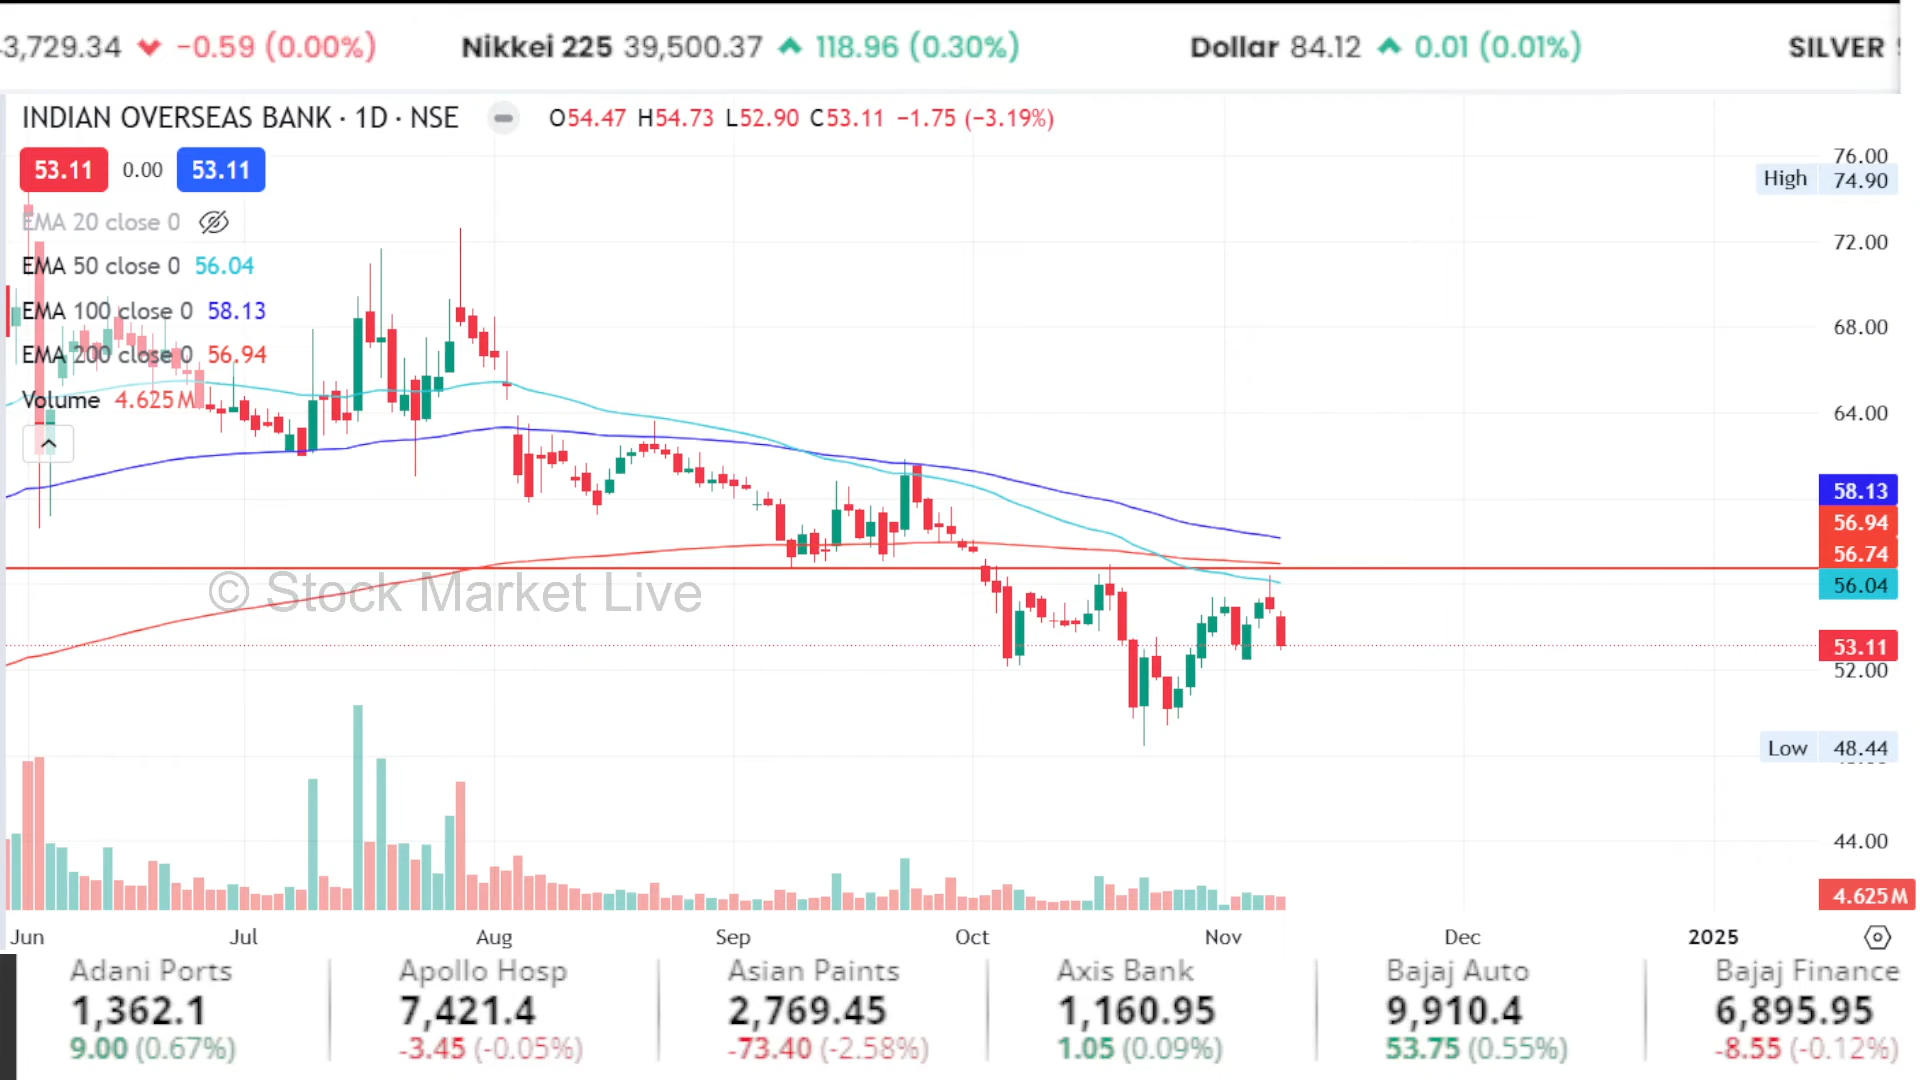 3,729.34 −0.59 (0.00%) Nikkei 225 39,500.37 118.96 (0.30%) Dollar 84.12 0.01 (0.01%) SILVER
INDIAN OVERSEAS BANK · 1D · NSE O54.47 H54.73 L52.90 C53.11 −1.75 (−3.19%)
53.11 0.00 53.11
EMA 20 close 0
EMA 50 close 0 56.04
EMA 100 close 0 58.13
EMA 200 close 0 56.94
Volume 4.625M
© Stock Market Live
76.00
High 74.90
72.00
68.00
64.00
58.13
56.94
56.74
56.04
53.11
52.00
Low 48.44
44.00
4.625M
Jun Jul Aug Sep Oct Nov Dec 2025
Adani Ports Apollo Hosp Asian Paints Axis Bank Bajaj Auto Bajaj Finance
1,362.1 7,421.4 2,769.45 1,160.95 9,910.4 6,895.95
9.00 (0.67%) -3.45 (-0.05%) -73.40 (-2.58%) 1.05 (0.09%) 53.75 (0.55%) -8.55 (-0.12%)